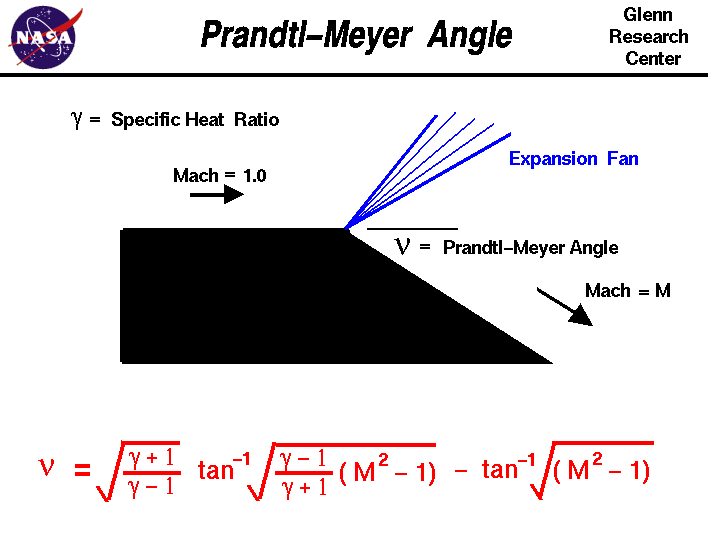 NASA
Prandtl-Meyer Angle
Glenn
Research
Center
γ = Specific Heat Ratio
Mach = 1.0
Expansion Fan
ν = Prandtl-Meyer Angle
Mach = M
ν = √((γ + 1)/(γ − 1)) tan⁻¹ √((γ − 1)/(γ + 1) (M² − 1)) − tan⁻¹ √(M² − 1)